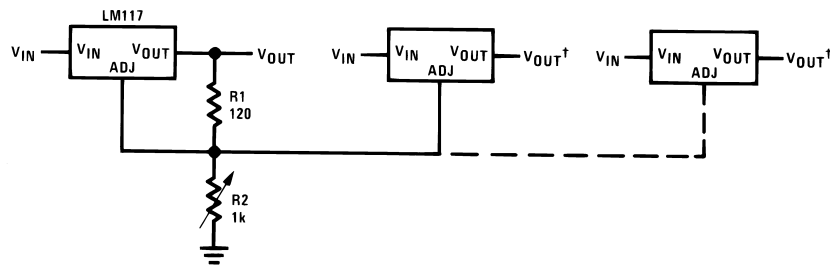 LM117
VIN VIN VOUT VOUT
ADJ
VIN VIN VOUT VOUT†
ADJ
VIN VIN VOUT VOUT†
ADJ
R1
120
R2
1k